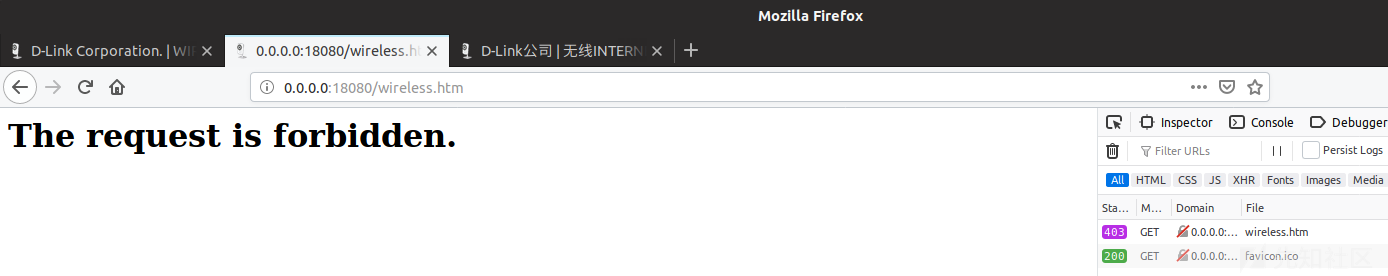 Mozilla Firefox
D-Link Corporation. | WI
0.0.0.0:18080/wireless.h
D-Link公司 | 无线INTERN
0.0.0.0:18080/wireless.htm
The request is forbidden.
Inspector Console Debugger
Filter URLs Persist Logs
All HTML CSS JS XHR Fonts Images Media
Sta... M... Domain File
403 GET 0.0.0.0:... wireless.htm
200 GET 0.0.0.0:... favicon.ico